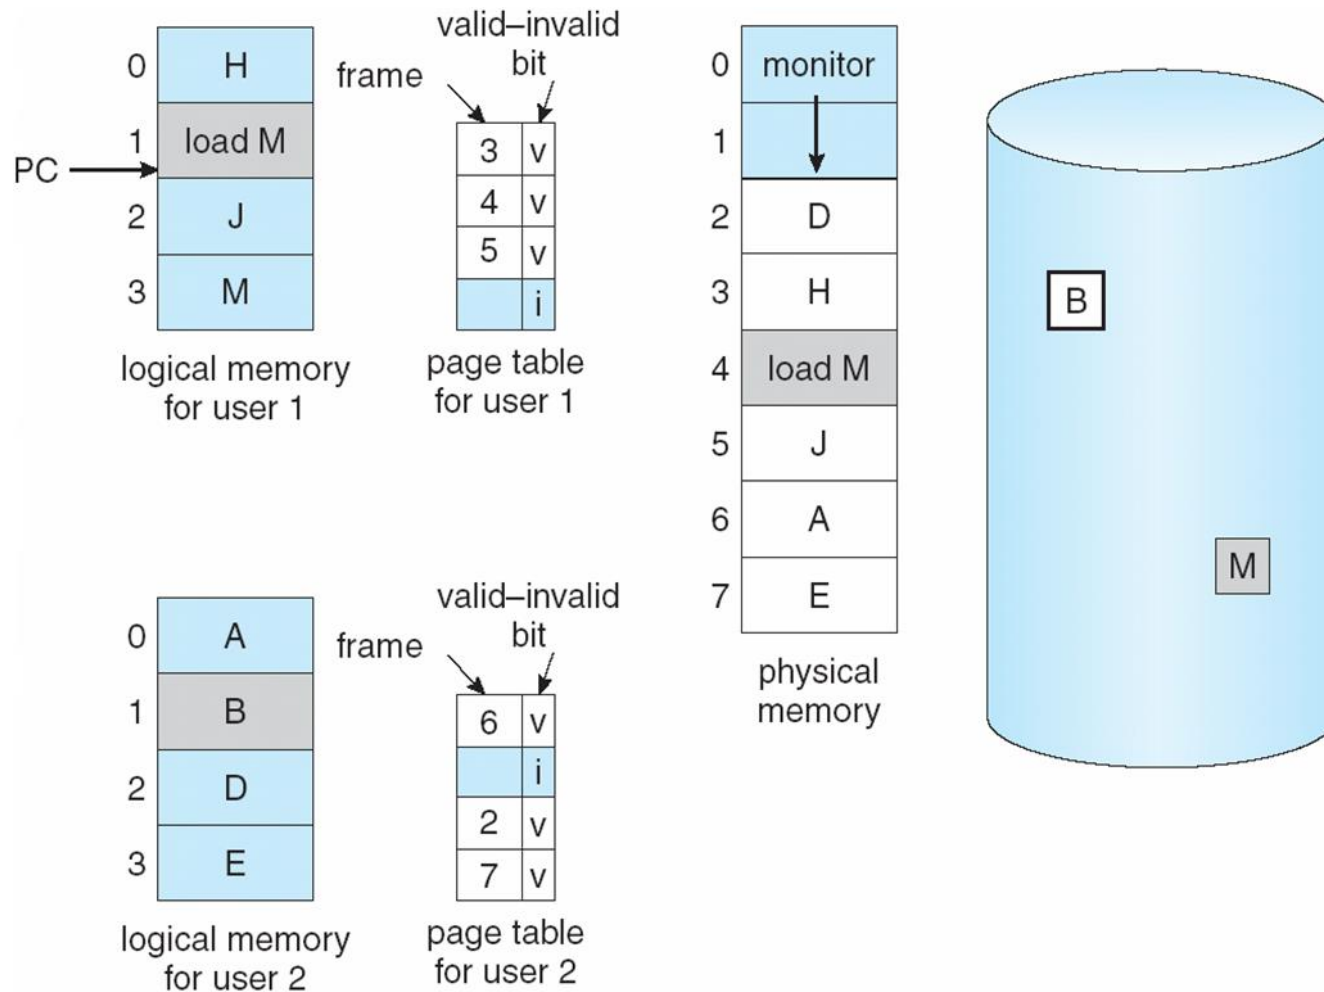 valid–invalid
bit
frame
0 H
1 load M
PC
2 J
3 M
3 v
4 v
5 v
i
logical memory
for user 1
page table
for user 1
valid–invalid
bit
frame
0 A
1 B
2 D
3 E
6 v
i
2 v
7 v
logical memory
for user 2
page table
for user 2
0 monitor
1
2 D
3 H
4 load M
5 J
6 A
7 E
physical
memory
B
M